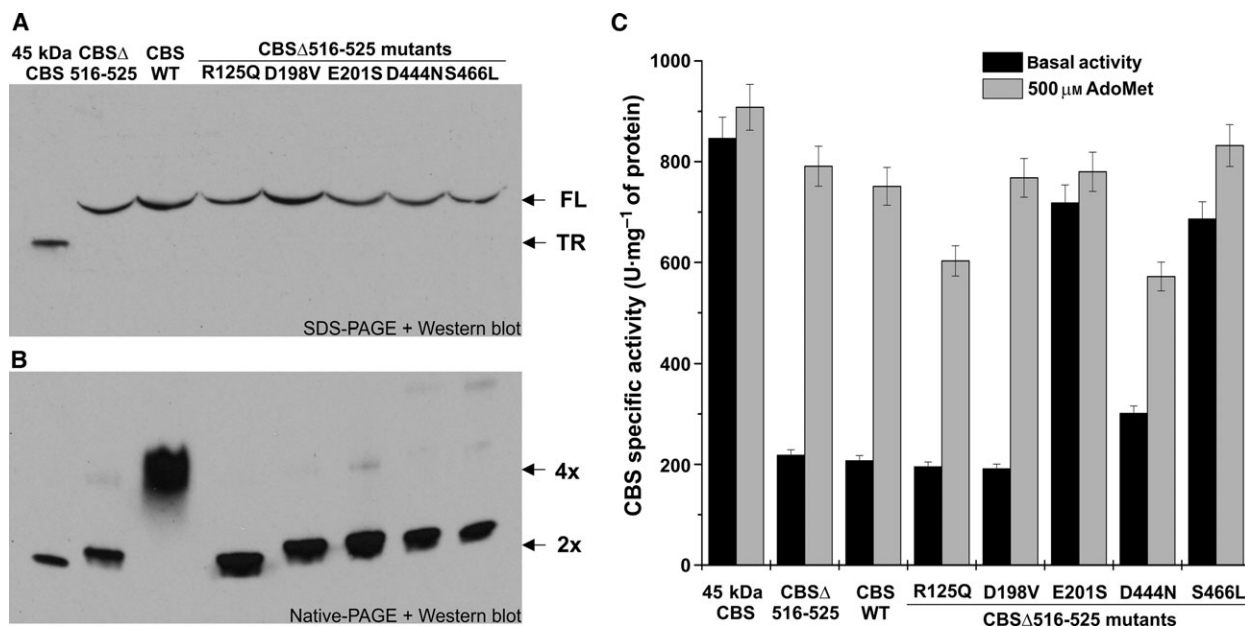 A
45 kDa CBS
CBSΔ 516-525
CBS WT
CBSΔ516-525 mutants
R125Q D198V E201S D444N S466L
FL
TR
SDS-PAGE + Western blot
B
4x
2x
Native-PAGE + Western blot
C
Basal activity
500 μM AdoMet
CBS specific activity (U·mg⁻¹ of protein)
1000
800
600
400
200
0
45 kDa CBS
CBSΔ 516-525
CBS WT
R125Q D198V E201S D444N S466L
CBSΔ516-525 mutants